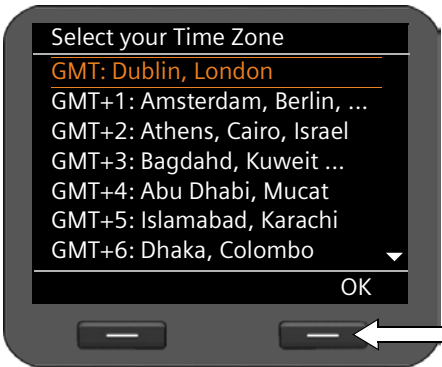 Select your Time Zone
GMT: Dublin, London
GMT+1: Amsterdam, Berlin, ...
GMT+2: Athens, Cairo, Israel
GMT+3: Bagdahd, Kuweit ...
GMT+4: Abu Dhabi, Mucat
GMT+5: Islamabad, Karachi
GMT+6: Dhaka, Colombo
OK